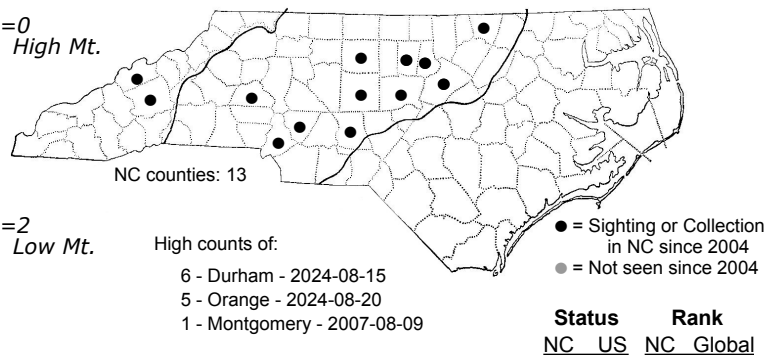 =0
High Mt.
NC counties: 13
=2
Low Mt.
High counts of:
6 - Durham - 2024-08-15
5 - Orange - 2024-08-20
1 - Montgomery - 2007-08-09
● = Sighting or Collection
in NC since 2004
● = Not seen since 2004
Status Rank
NC US NC Global